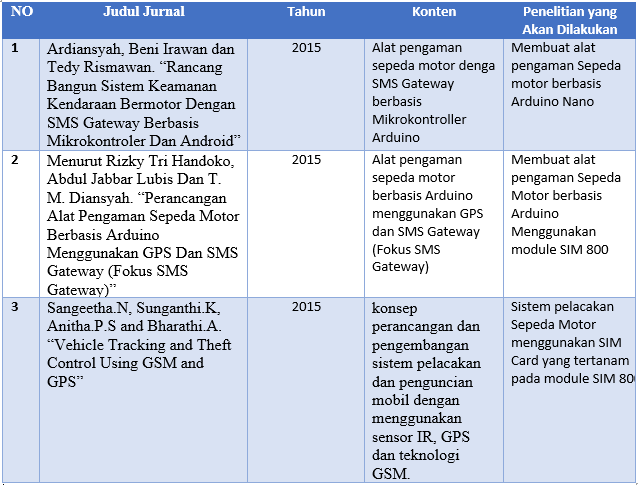 NO
Judul Jurnal
Tahun
Konten
Penelitian yang
Akan Dilakukan
1
Ardiansyah, Beni Irawan dan
Tedy Rismawan. “Rancang
Bangun Sistem Keamanan
Kendaraan Bermotor Dengan
SMS Gateway Berbasis
Mikrokontroler Dan Android”
2015
Alat pengaman
sepeda motor denga
SMS Gateway
berbasis
Mikrokontroller
Arduino
Membuat alat
pengaman Sepeda
motor berbasis
Arduino Nano
2
Menurut Rizky Tri Handoko,
Abdul Jabbar Lubis Dan T.
M. Diansyah. “Perancangan
Alat Pengaman Sepeda Motor
Berbasis Arduino
Menggunakan GPS Dan SMS
Gateway (Fokus SMS
Gateway)”
2015
Alat pengaman
sepeda motor
berbasis Arduino
menggunakan GPS
dan SMS Gateway
(Fokus SMS
Gateway)
Membuat alat
pengaman Sepeda
Motor berbasis
Arduino
Menggunakan
module SIM 800
3
Sangeetha.N, Sunganthi.K,
Anitha.P.S and Bharathi.A.
“Vehicle Tracking and Theft
Control Using GSM and
GPS”
2015
konsep
perancangan dan
pengembangan
sistem pelacakan
dan penguncian
mobil dengan
menggunakan
sensor IR, GPS
dan teknologi
GSM.
Sistem pelacakan
Sepeda Motor
menggunakan SIM
Card yang tertanam
pada module SIM 80